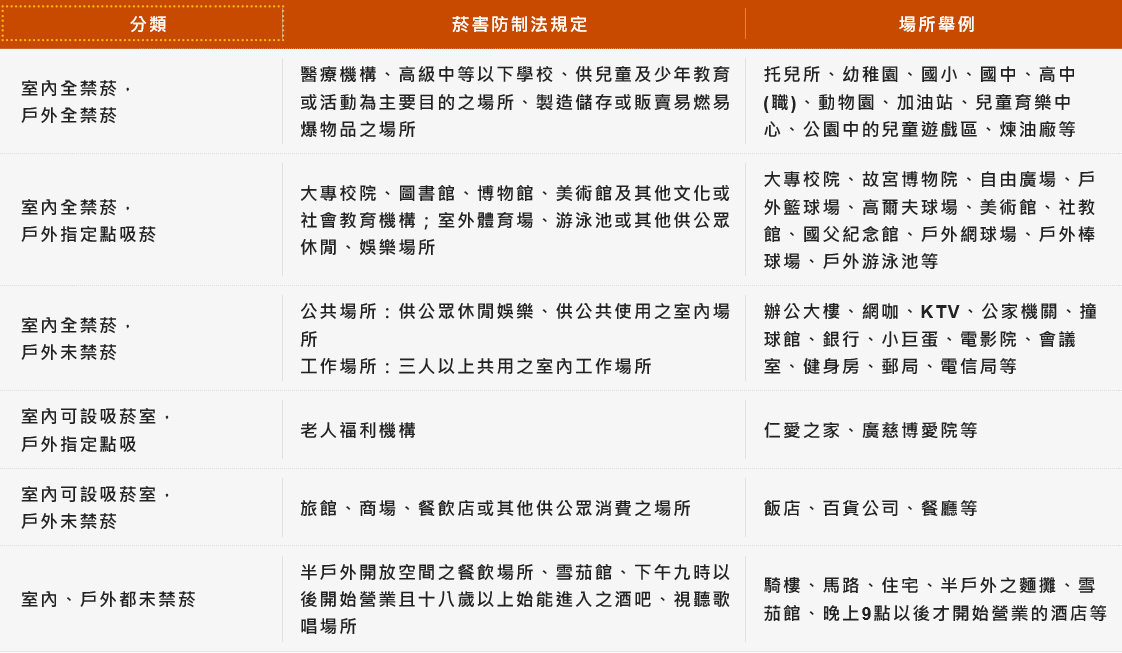 分類
菸害防制法規定
場所舉例
室內全禁菸，
戶外全禁菸
醫療機構、高級中等以下學校、供兒童及少年教育
或活動為主要目的之場所、製造儲存或販賣易燃易
爆物品之場所
托兒所、幼稚園、國小、國中、高中
(職)、動物園、加油站、兒童育樂中
心、公園中的兒童遊戲區、煉油廠等
室內全禁菸，
戶外指定點吸菸
大專校院、圖書館、博物館、美術館及其他文化或
社會教育機構；室外體育場、游泳池或其他供公眾
休閒、娛樂場所
大專校院、故宮博物院、自由廣場、戶
外籃球場、高爾夫球場、美術館、社教
館、國父紀念館、戶外網球場、戶外棒
球場、戶外游泳池等
室內全禁菸，
戶外未禁菸
公共場所：供公眾休閒娛樂、供公共使用之室內場
所
工作場所：三人以上共用之室內工作場所
辦公大樓、網咖、KTV、公家機關、撞
球館、銀行、小巨蛋、電影院、會議
室、健身房、郵局、電信局等
室內可設吸菸室，
戶外指定點吸
老人福利機構
仁愛之家、廣慈博愛院等
室內可設吸菸室，
戶外未禁菸
旅館、商場、餐飲店或其他供公眾消費之場所
飯店、百貨公司、餐廳等
室內、戶外都未禁菸
半戶外開放空間之餐飲場所、雪茄館、下午九時以
後開始營業且十八歲以上始能進入之酒吧、視聽歌
唱場所
騎樓、馬路、住宅、半戶外之麵攤、雪
茄館、晚上9點以後才開始營業的酒店等